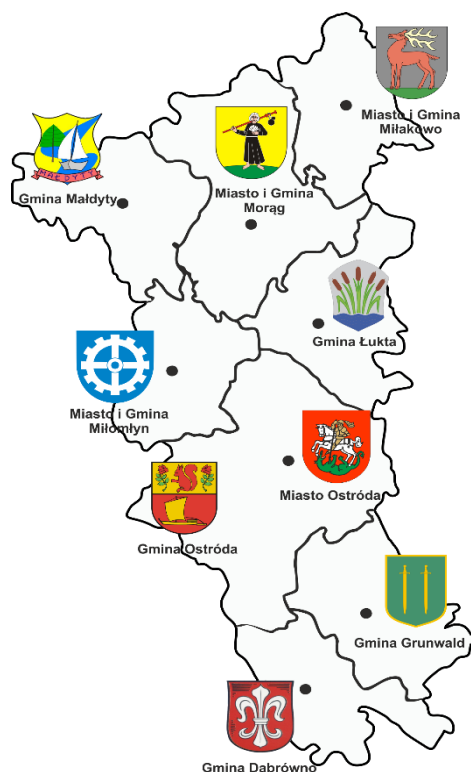 Miasto i Gmina
Miłakowo
MAŁDYTY
Gmina Małdyty
Miasto i Gmina
Morąg
Gmina Łukta
Miasto i Gmina
Miłomłyn
Miasto Ostróda
Gmina Ostróda
Gmina Grunwald
Gmina Dąbrówno